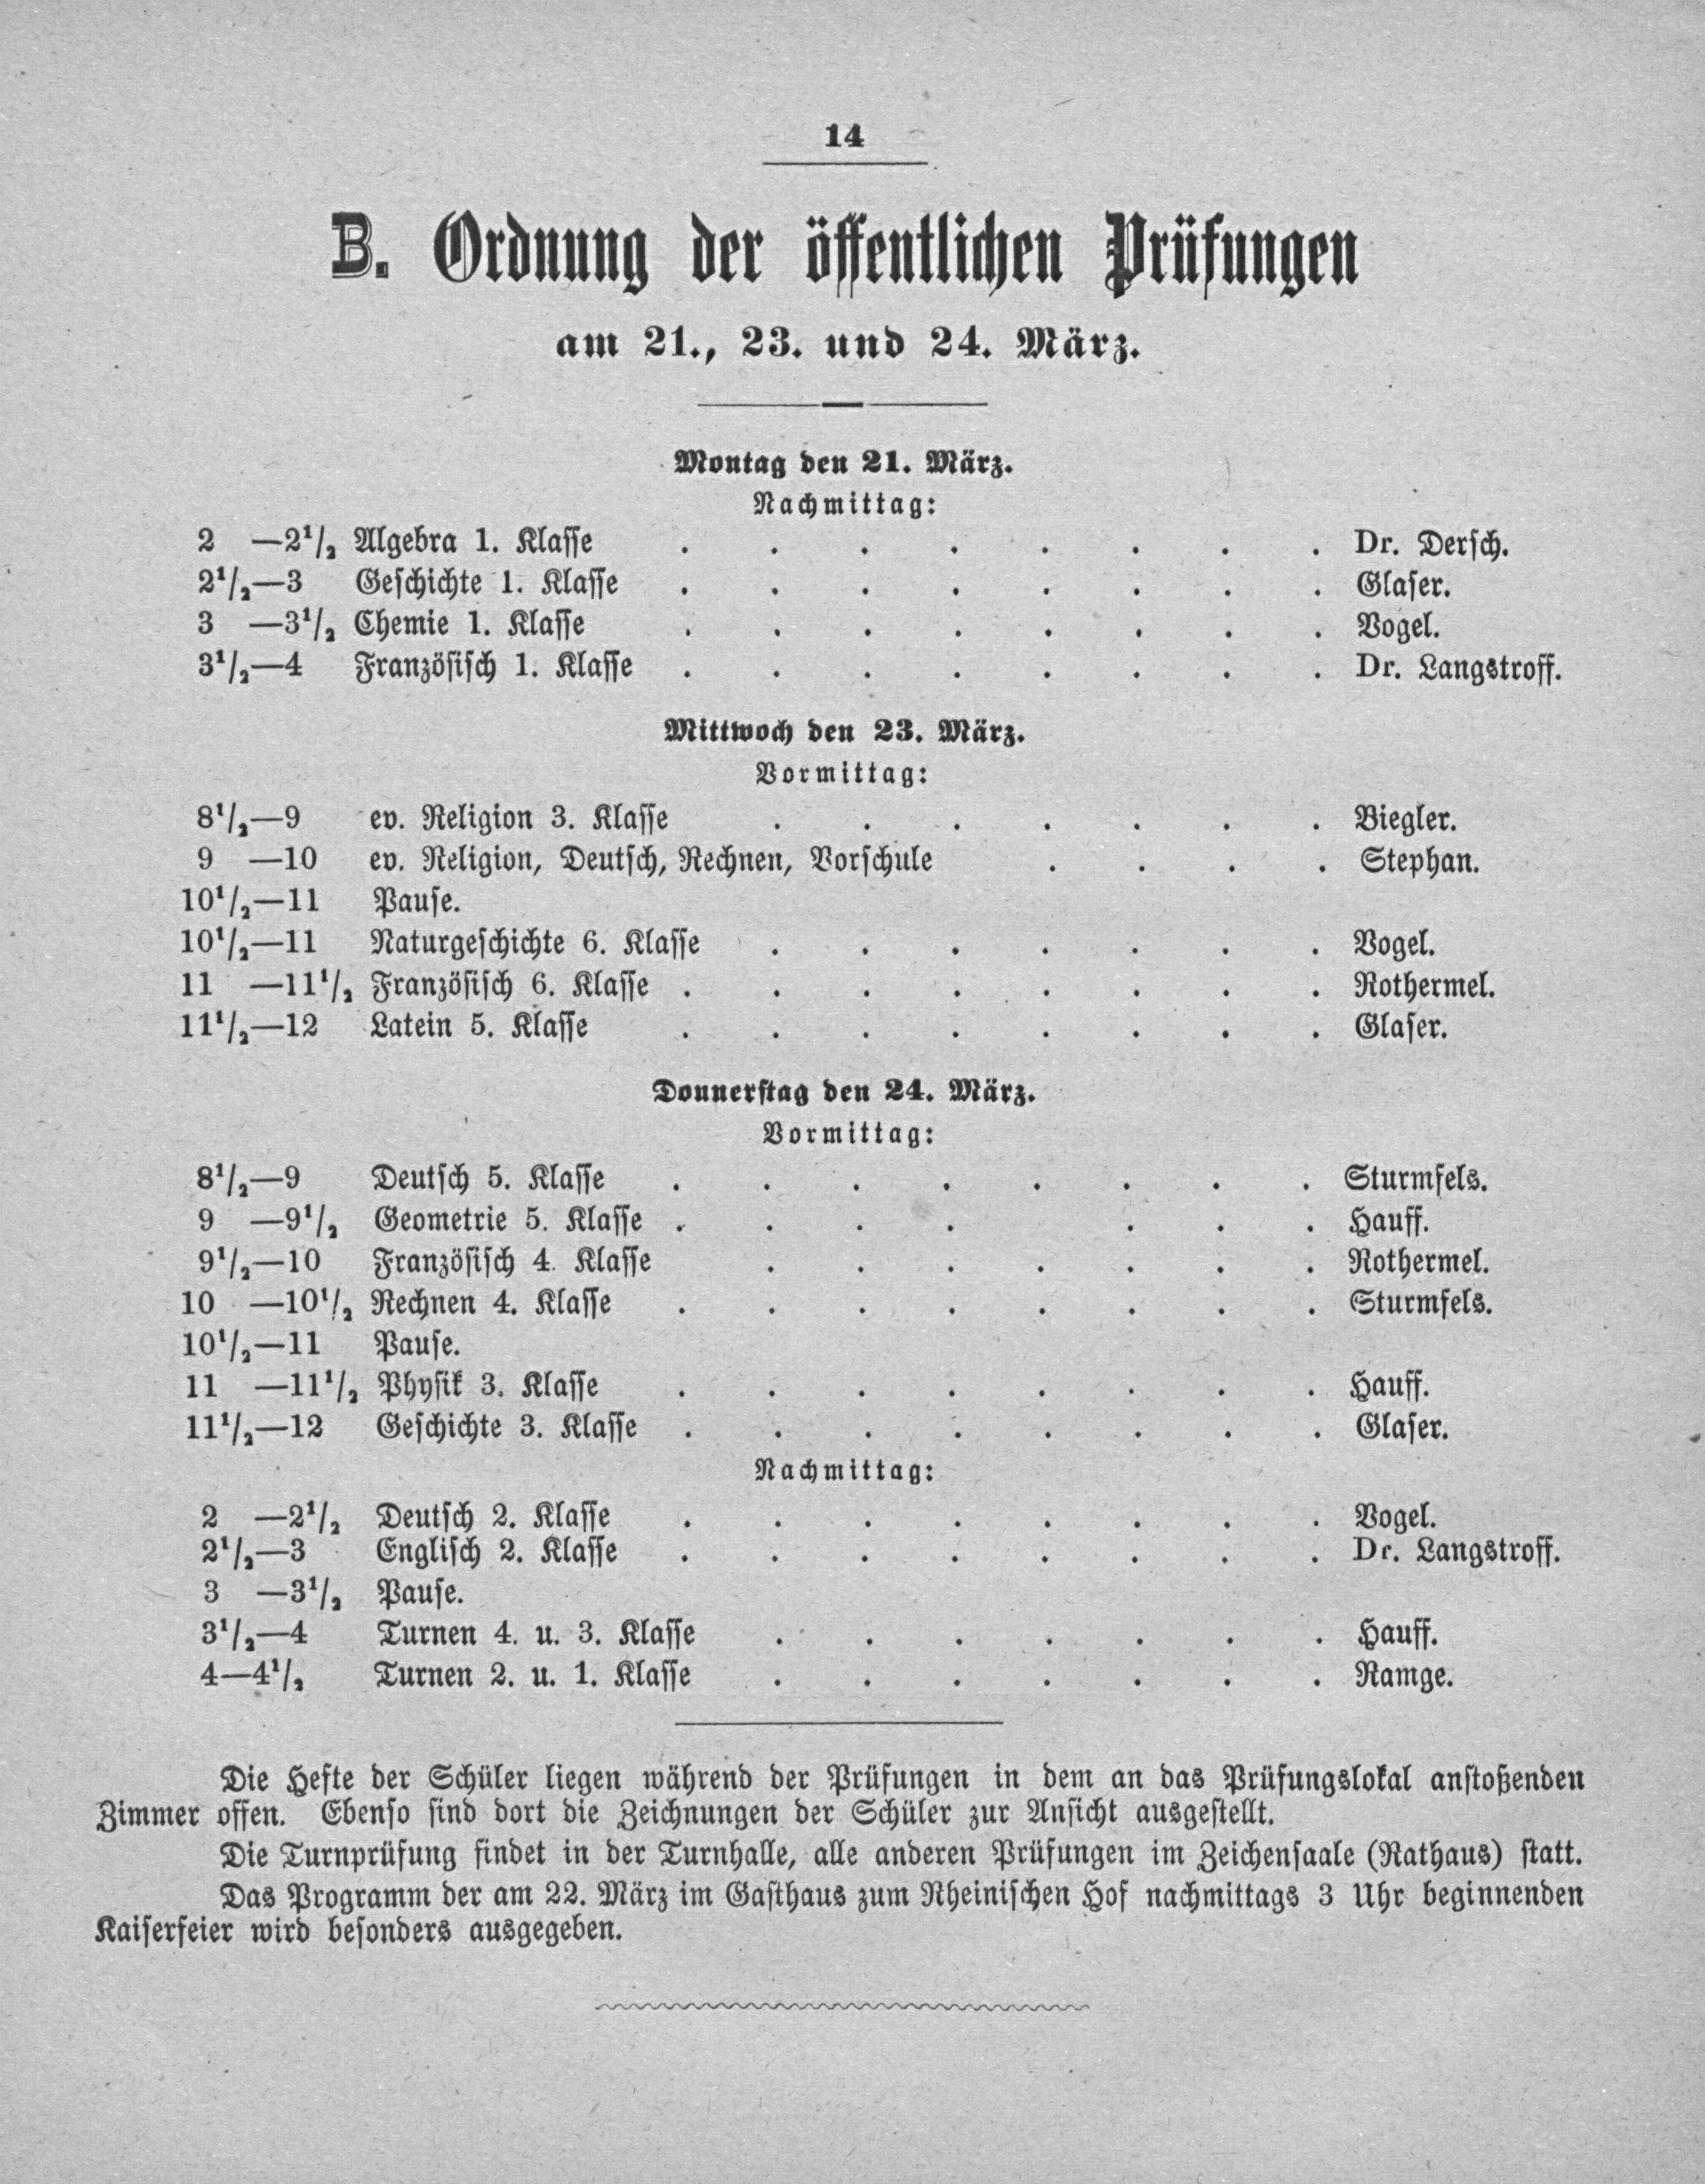 14
B. Ordnung der öffentlichen Prüfungen
am 21., 23. und 24. März.
Montag den 21. März.
Nachmittag:
2 —2½ Algebra 1. Klasse . . . . . . . . Dr. Dersch.
2½—3 Geschichte 1. Klasse . . . . . . . . Glaser.
3 —3½ Chemie 1. Klasse . . . . . . . . Vogel.
3½—4 Französisch 1. Klasse . . . . . . . . Dr. Langstroff.
Mittwoch den 23. März.
Vormittag:
8½—9 ev. Religion 3. Klasse . . . . . . . Biegler.
9 —10 ev. Religion, Deutsch, Rechnen, Vorschule . . . . Stephan.
10½—11 Pause.
10½—11 Naturgeschichte 6. Klasse . . . . . . . Vogel.
11 —11½ Französisch 6. Klasse . . . . . . . . Rothermel.
11½—12 Latein 5. Klasse . . . . . . . . Glaser.
Donnerstag den 24. März.
Vormittag:
8½—9 Deutsch 5. Klasse . . . . . . . . Sturmfels.
9 —9½ Geometrie 5. Klasse . . . . . . . Hauff.
9½—10 Französisch 4. Klasse . . . . . . . Rothermel.
10 —10½ Rechnen 4. Klasse . . . . . . . . Sturmfels.
10½—11 Pause.
11 —11½ Physik 3. Klasse . . . . . . . . Hauff.
11½—12 Geschichte 3. Klasse . . . . . . . . Glaser.
Nachmittag:
2 —2½ Deutsch 2. Klasse . . . . . . . . Vogel.
2½—3 Englisch 2. Klasse . . . . . . . . Dr. Langstroff.
3 —3½ Pause.
3½—4 Turnen 4. u. 3. Klasse . . . . . . . Hauff.
4—4½ Turnen 2. u. 1. Klasse . . . . . . . Ramge.
Die Hefte der Schüler liegen während der Prüfungen in dem an das Prüfungslokal anstoßenden
Zimmer offen. Ebenso sind dort die Zeichnungen der Schüler zur Ansicht ausgestellt.
Die Turnprüfung findet in der Turnhalle, alle anderen Prüfungen im Zeichensaale (Rathaus) statt.
Das Programm der am 22. März im Gasthaus zum Rheinischen Hof nachmittags 3 Uhr beginnenden
Kaiserfeier wird besonders ausgegeben.